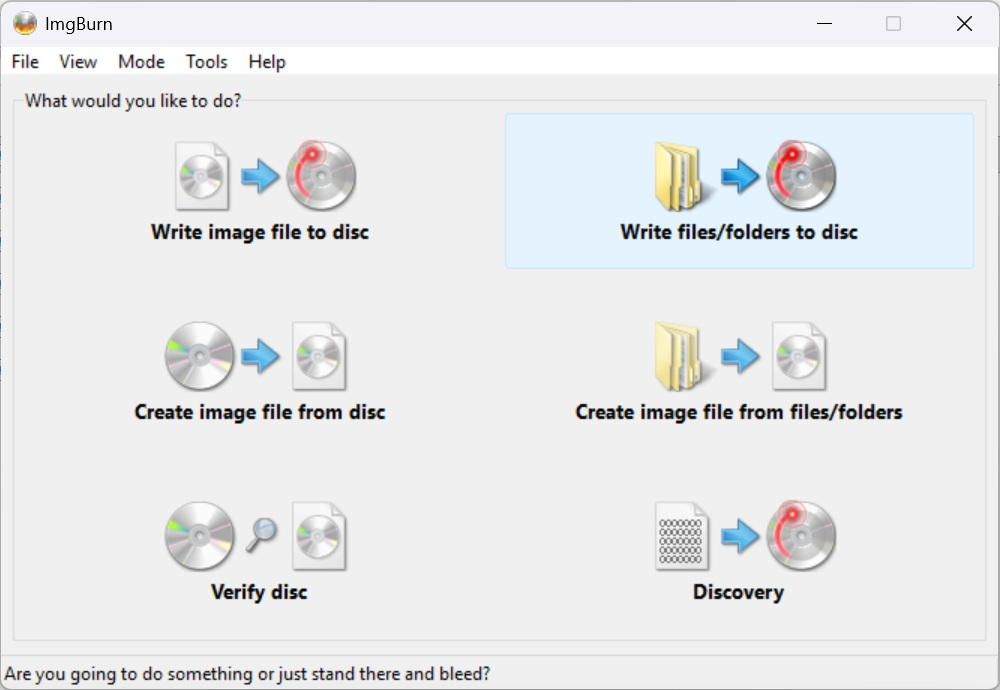 ImgBurn
File View Mode Tools Help
What would you like to do?
Write image file to disc
Write files/folders to disc
Create image file from disc
Create image file from files/folders
Verify disc
Discovery
Are you going to do something or just stand there and bleed?